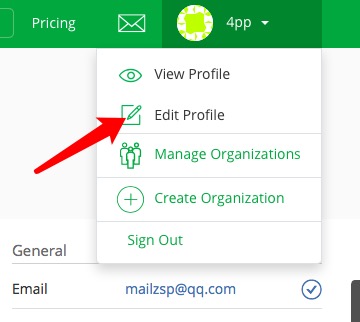 Pricing
4pp
View Profile
Edit Profile
Manage Organizations
Create Organization
Sign Out
General
Email mailzsp@qq.com